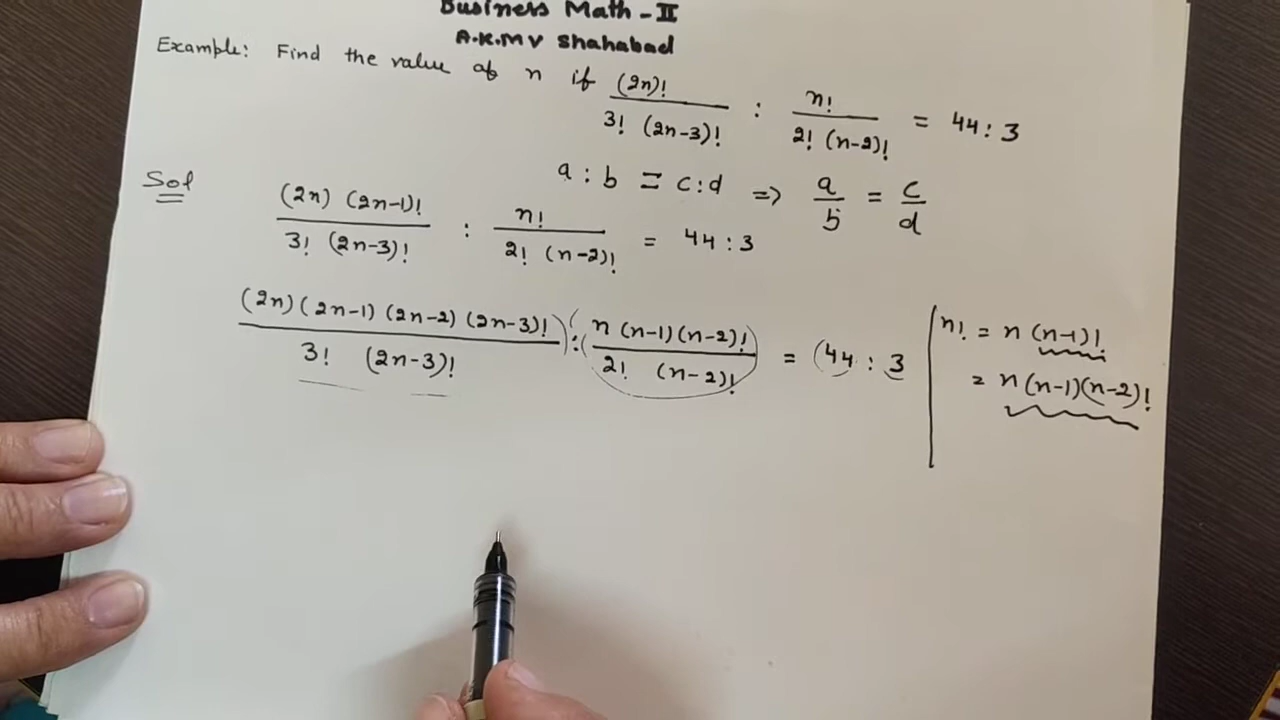 Business Math - II
A.K.M V Shahabad
Example: Find the value of n if (2n)! / 3! (2n-3)! : n! / 2! (n-2)! = 44 : 3
a : b = c : d => a/b = c/d
Sol
(2n) (2n-1)! / 3! (2n-3)! : n! / 2! (n-2)! = 44 : 3
(2n) (2n-1) (2n-2) (2n-3)! / 3! (2n-3)! : n (n-1) (n-2)! / 2! (n-2)! = 44 : 3
n! = n (n-1)!
= n (n-1)(n-2)!